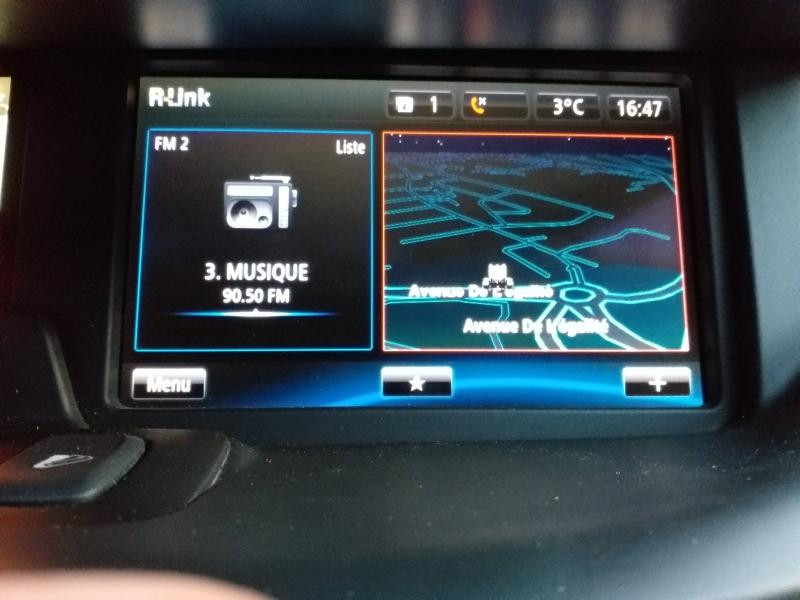 R-Link
1
3°C
16:47
FM 2
Liste
3. MUSIQUE
90.50 FM
Avenue De L'égalité
Avenue De L'égalité
Menu